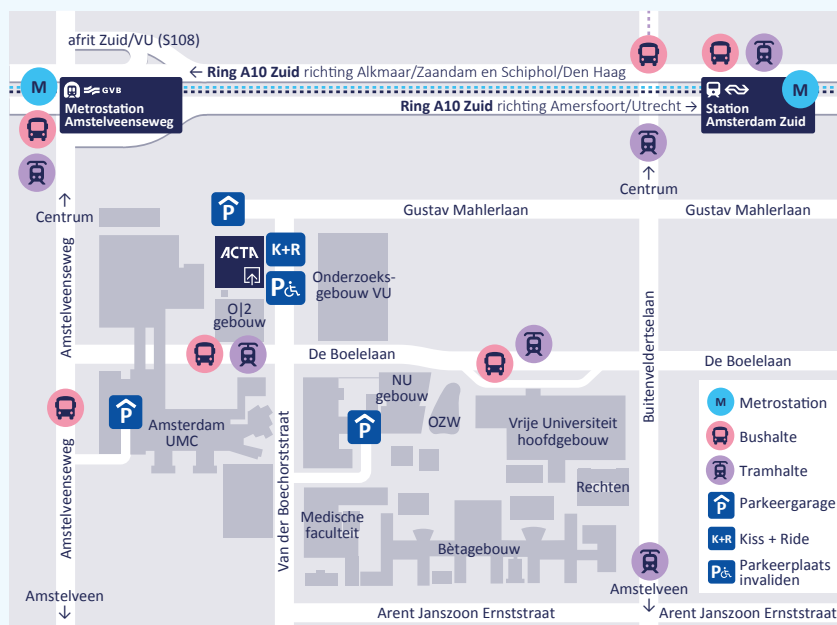 afrit Zuid/VU (S108)
← Ring A10 Zuid richting Alkmaar/Zaandam en Schiphol/Den Haag
M
GVB
Metrostation
Amstelveenseweg
Ring A10 Zuid richting Amersfoort/Utrecht →
M
Station
Amsterdam Zuid
↑
Centrum
↑
Centrum
P
Gustav Mahlerlaan
Gustav Mahlerlaan
Amstelveenseweg
ACTA
K+R
P
Onderzoeks-
gebouw VU
O|2
gebouw
Buitenveldertselaan
De Boelelaan
De Boelelaan
NU
gebouw
P
Amsterdam
UMC
P
OZW
Vrije Universiteit
hoofdgebouw
Van der Boechorststraat
Amstelveenseweg
Rechten
Medische
faculteit
Bètagebouw
Amstelveen
↓
Amstelveen
↓
Arent Janszoon Ernststraat
Arent Janszoon Ernststraat
M Metrostation
Bushalte
Tramhalte
P Parkeergarage
K+R Kiss + Ride
P Parkeerplaats
invaliden